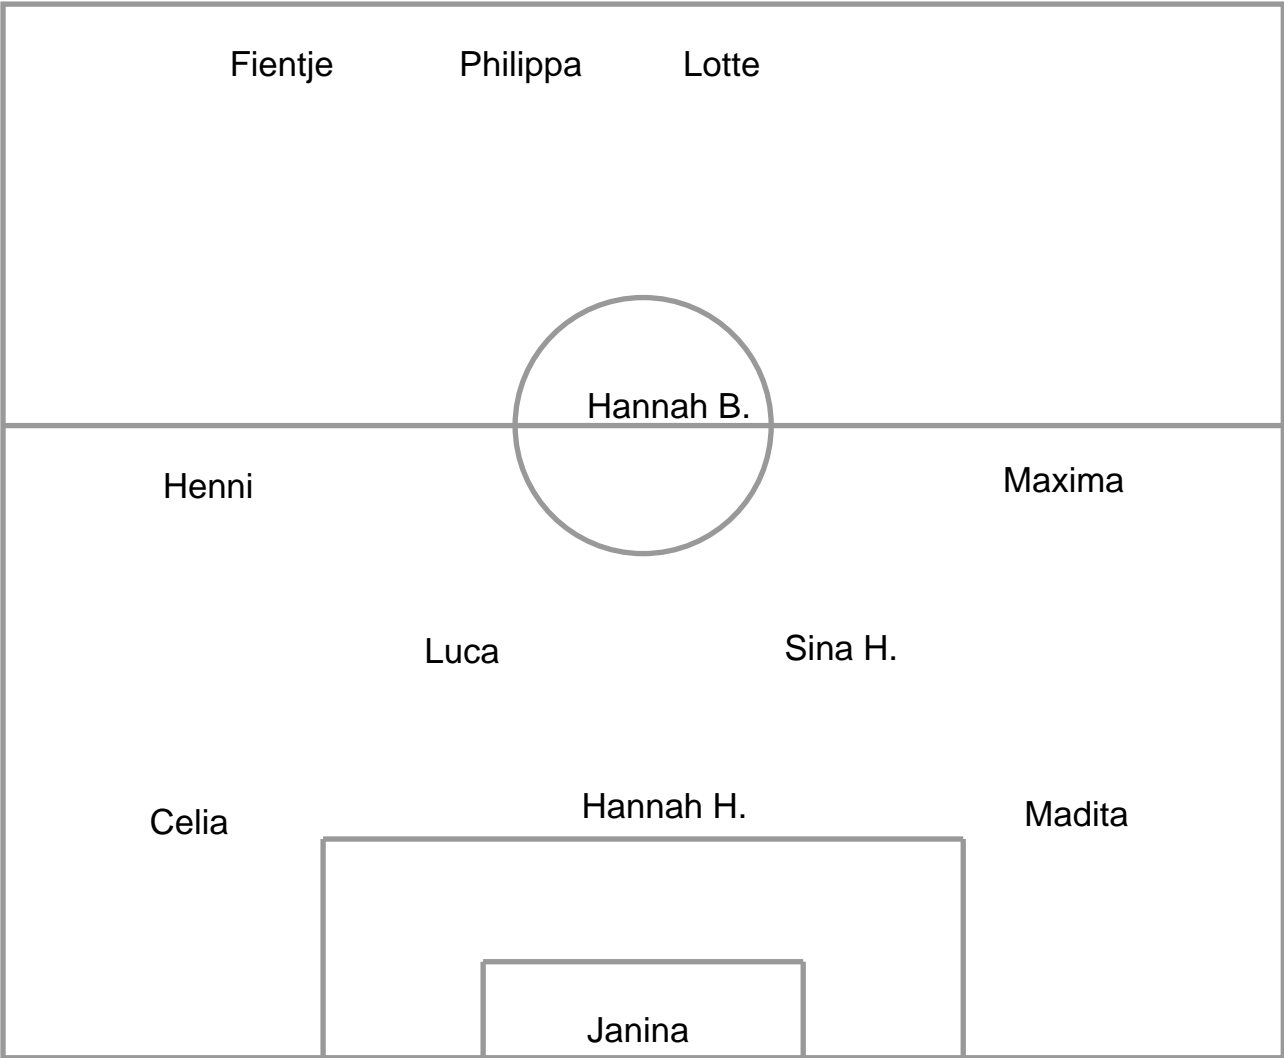 Fientje Philippa Lotte
Hannah B.
Henni Maxima
Luca Sina H.
Celia Hannah H. Madita
Janina